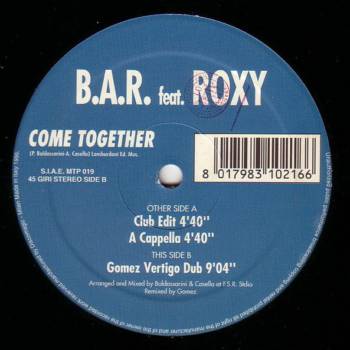 B.A.R. feat. ROXY
COME TOGETHER
(P. Baldassarini A. Casella) Lombardoni Ed. Mus.
S.I.A.E. MTP 019
45 GIRI STEREO SIDE B
8 017983 102166
OTHER SIDE A
Club Edit 4'40''
A Cappella 4'40''
THIS SIDE B
Gomez Vertigo Dub 9'04''
Arranged and Mixed by Baldassarini & Casella at F.S.R. Stdio
Remixed by Gomez